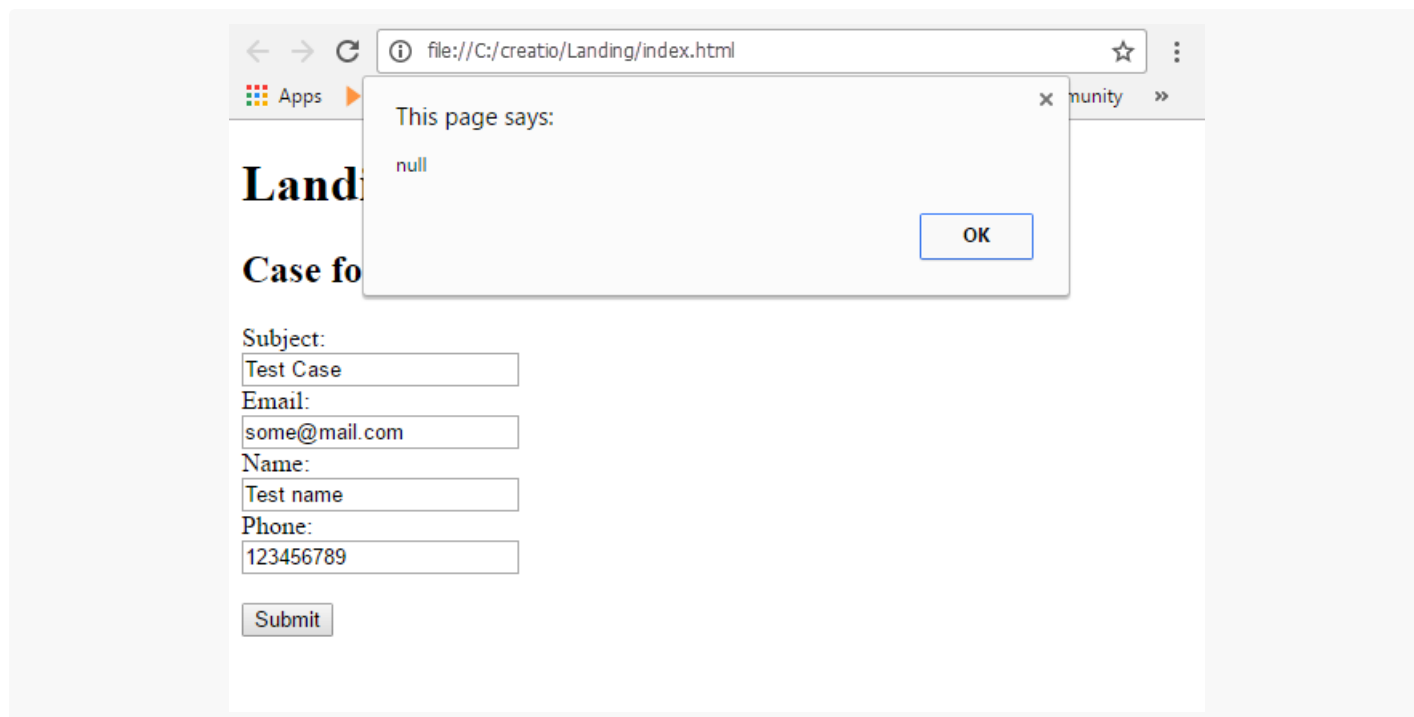 file://C:/creatio/Landing/index.html
Apps
munity »
This page says:
null
OK
Landi
Case fo
Subject:
Test Case
Email:
some@mail.com
Name:
Test name
Phone:
123456789
Submit